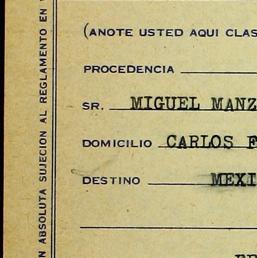 (ANOTE USTED AQUI CLAS
PROCEDENCIA
SR. MIGUEL MANZ
DOMICILIO CARLOS F
DESTINO MEXI
N ABSOLUTA SUJECION AL REGLAMENTO EN V